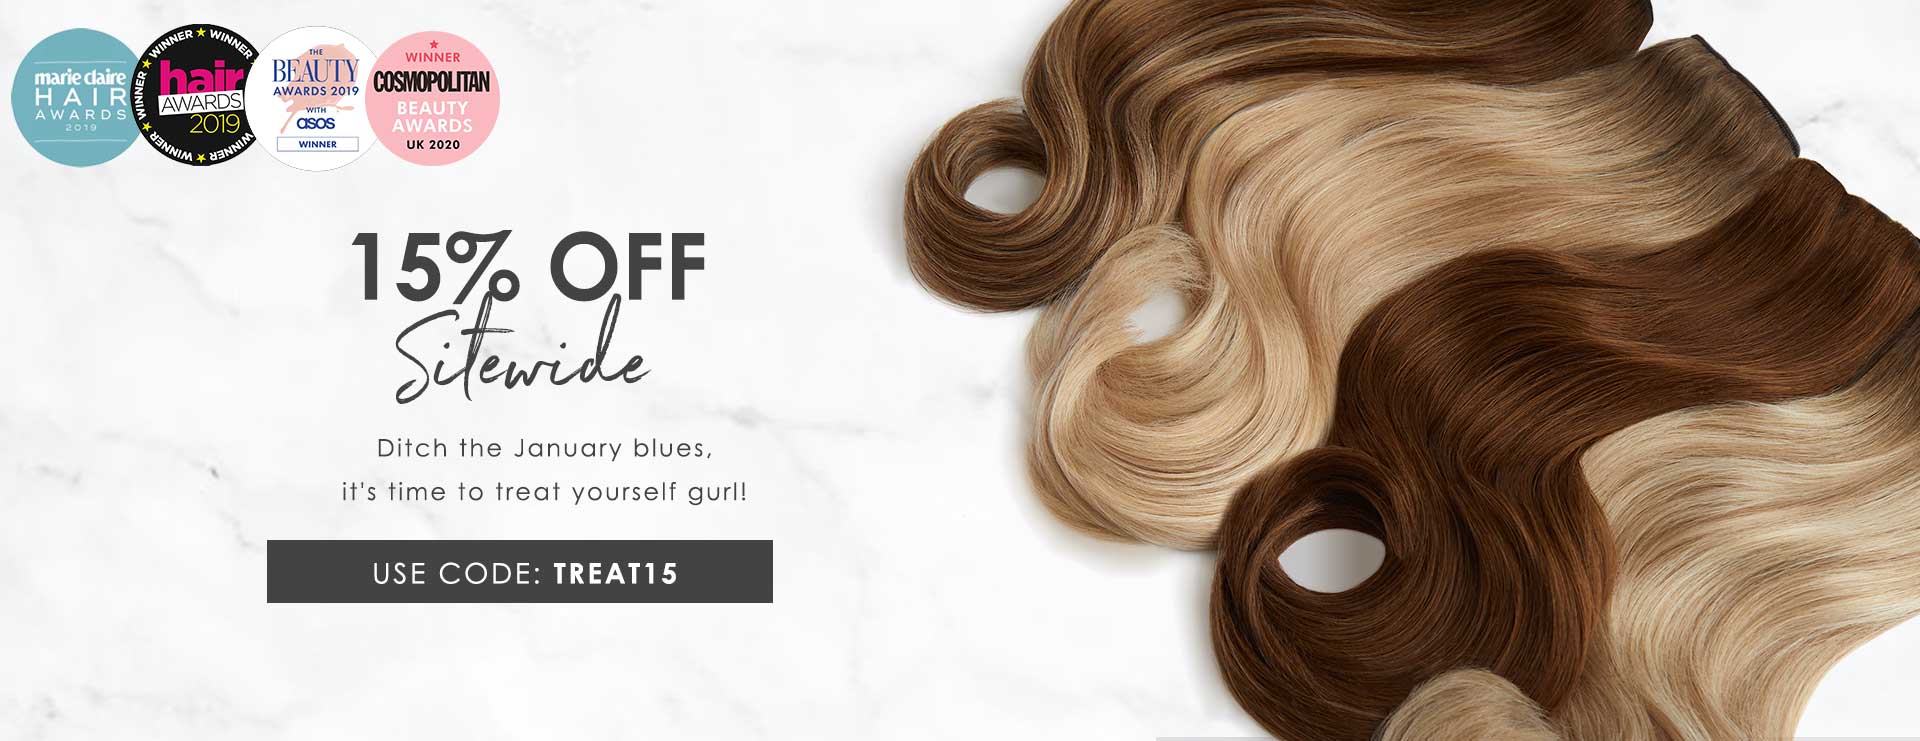 marie claire
HAIR
AWARDS
2019
WINNER ★ WINNER ★ WINNER ★ WINNER ★ WINNER ★ WINNER
hair
AWARDS
2019
THE
BEAUTY
AWARDS 2019
WITH
asos
WINNER
WINNER
COSMOPOLITAN
BEAUTY
AWARDS
UK 2020
15% OFF
Sitewide
Ditch the January blues,
it's time to treat yourself gurl!
USE CODE: TREAT15